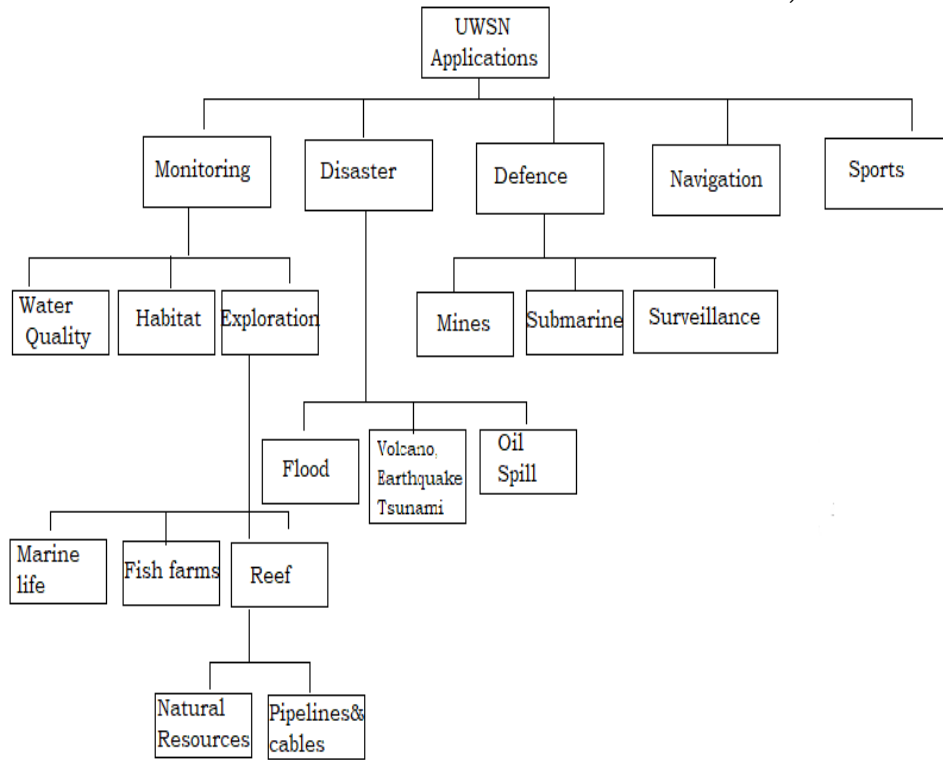 UWSN
Applications
Monitoring
Disaster
Defence
Navigation
Sports
Water
Quality
Habitat
Exploration
Mines
Submarine
Surveillance
Flood
Volcano,
Earthquake
Tsunami
Oil
Spill
Marine
life
Fish farms
Reef
Natural
Resources
Pipelines&
cables